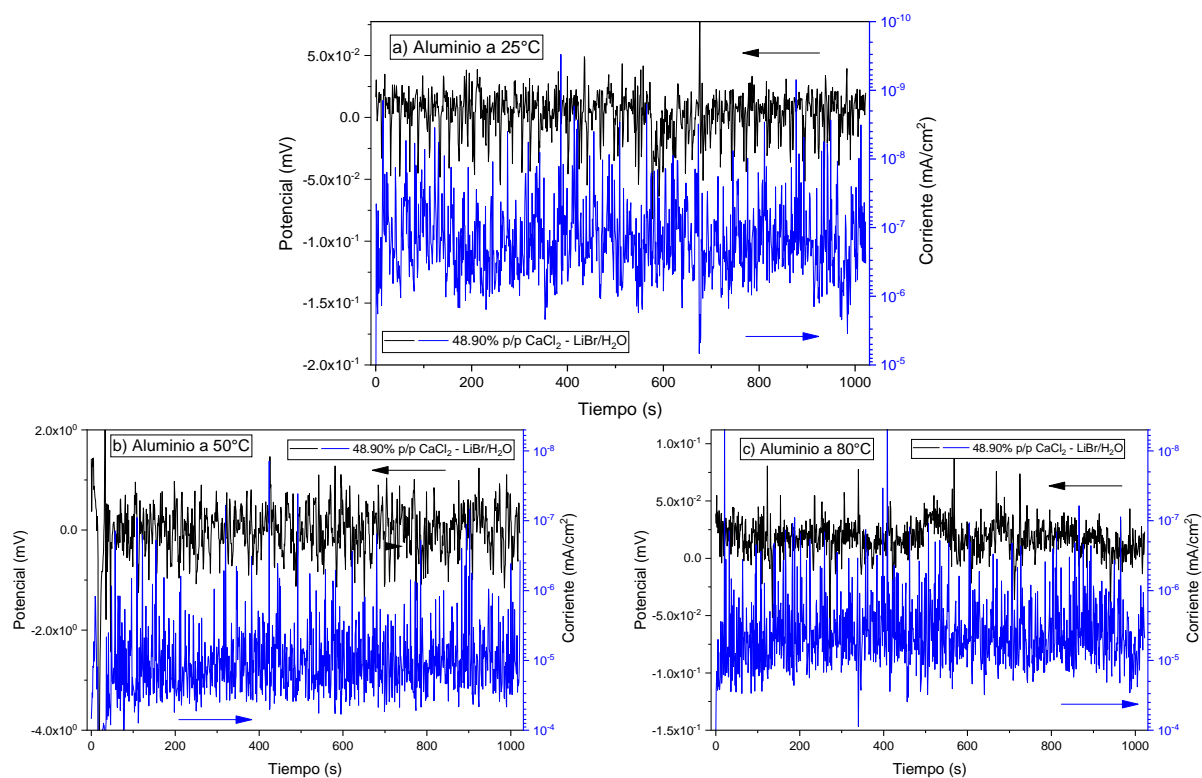 a) Aluminio a 25°C
5.0x10⁻²
0.0
-5.0x10⁻²
-1.0x10⁻¹
-1.5x10⁻¹
-2.0x10⁻¹
Potencial (mV)
10⁻¹⁰
10⁻⁹
10⁻⁸
10⁻⁷
10⁻⁶
10⁻⁵
Corriente (mA/cm²)
48.90% p/p CaCl₂ - LiBr/H₂O
0 200 400 600 800 1000
Tiempo (s)
b) Aluminio a 50°C
48.90% p/p CaCl₂ - LiBr/H₂O
2.0x10⁰
0.0
-2.0x10⁰
-4.0x10⁰
Potencial (mV)
10⁻⁸
10⁻⁷
10⁻⁶
10⁻⁵
10⁻⁴
Corriente (mA/cm²)
0 200 400 600 800 1000
Tiempo (s)
c) Aluminio a 80°C
48.90% p/p CaCl₂ - LiBr/H₂O
1.0x10⁻¹
5.0x10⁻²
0.0
-5.0x10⁻²
-1.0x10⁻¹
-1.5x10⁻¹
Potencial (mV)
10⁻⁸
10⁻⁷
10⁻⁶
10⁻⁵
10⁻⁴
Corriente (mA/cm²)
0 200 400 600 800 1000
Tiempo (s)